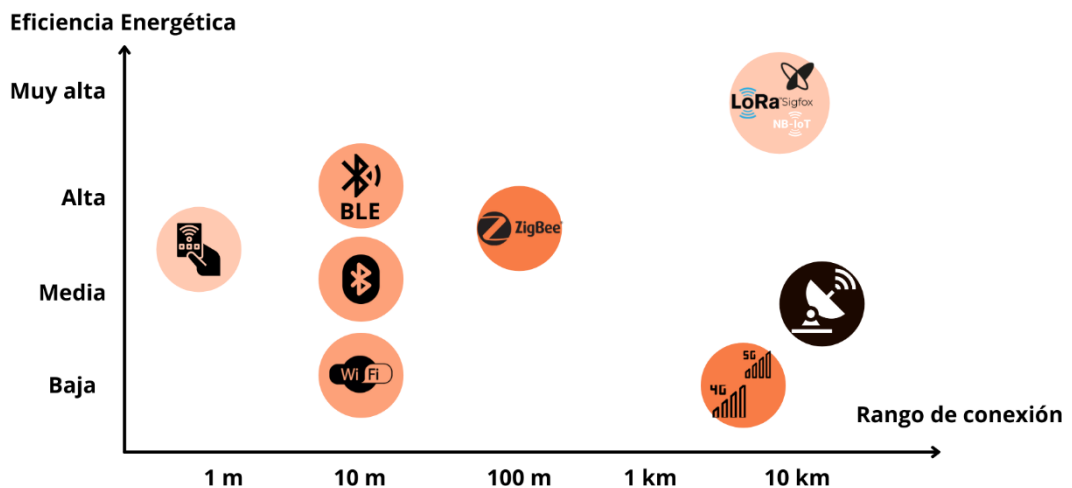 Eficiencia Energética
Muy alta
LoRa Sigfox
NB-IoT
Alta
BLE
ZigBee
Media
Wi Fi
Baja
5G
4G
Rango de conexión
1 m 10 m 100 m 1 km 10 km